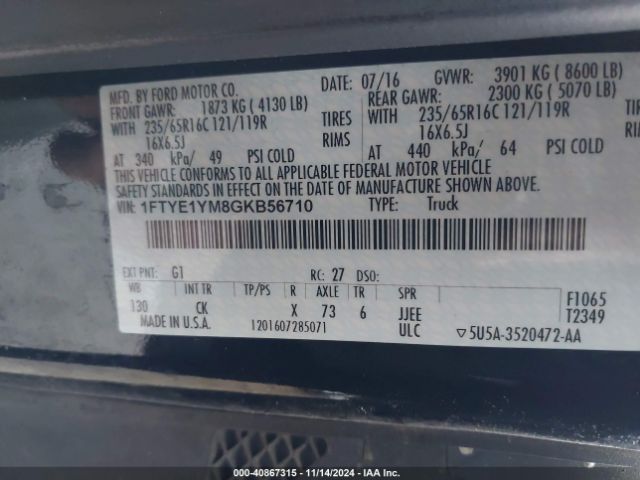 MFD. BY FORD MOTOR CO.
DATE: 07/16 GVWR: 3901 KG ( 8600 LB)
FRONT GAWR: 1873 KG ( 4130 LB)
REAR GAWR: 2300 KG ( 5070 LB)
WITH 235/65R16C 121/119R TIRES
WITH 235/65R16C 121/119R
16X6.5J RIMS
16X6.5J
AT 340 kPa/ 49 PSI COLD
AT 440 kPa/ 64 PSI COLD
THIS VEHICLE CONFORMS TO ALL APPLICABLE FEDERAL MOTOR VEHICLE
SAFETY STANDARDS IN EFFECT ON THE DATE OF MANUFACTURE SHOWN ABOVE.
VIN: 1FTYE1YM8GKB56710 TYPE: Truck
EXT PNT: G1 RC: 27 DSO:
WB INT TR TP/PS R AXLE TR SPR
130 CK X 73 6 JJEE
F1065
T2349
MADE IN U.S.A. 1201607285071 ULC ▽5U5A-3520472-AA
000-40867315 - 11/14/2024 - IAA Inc.